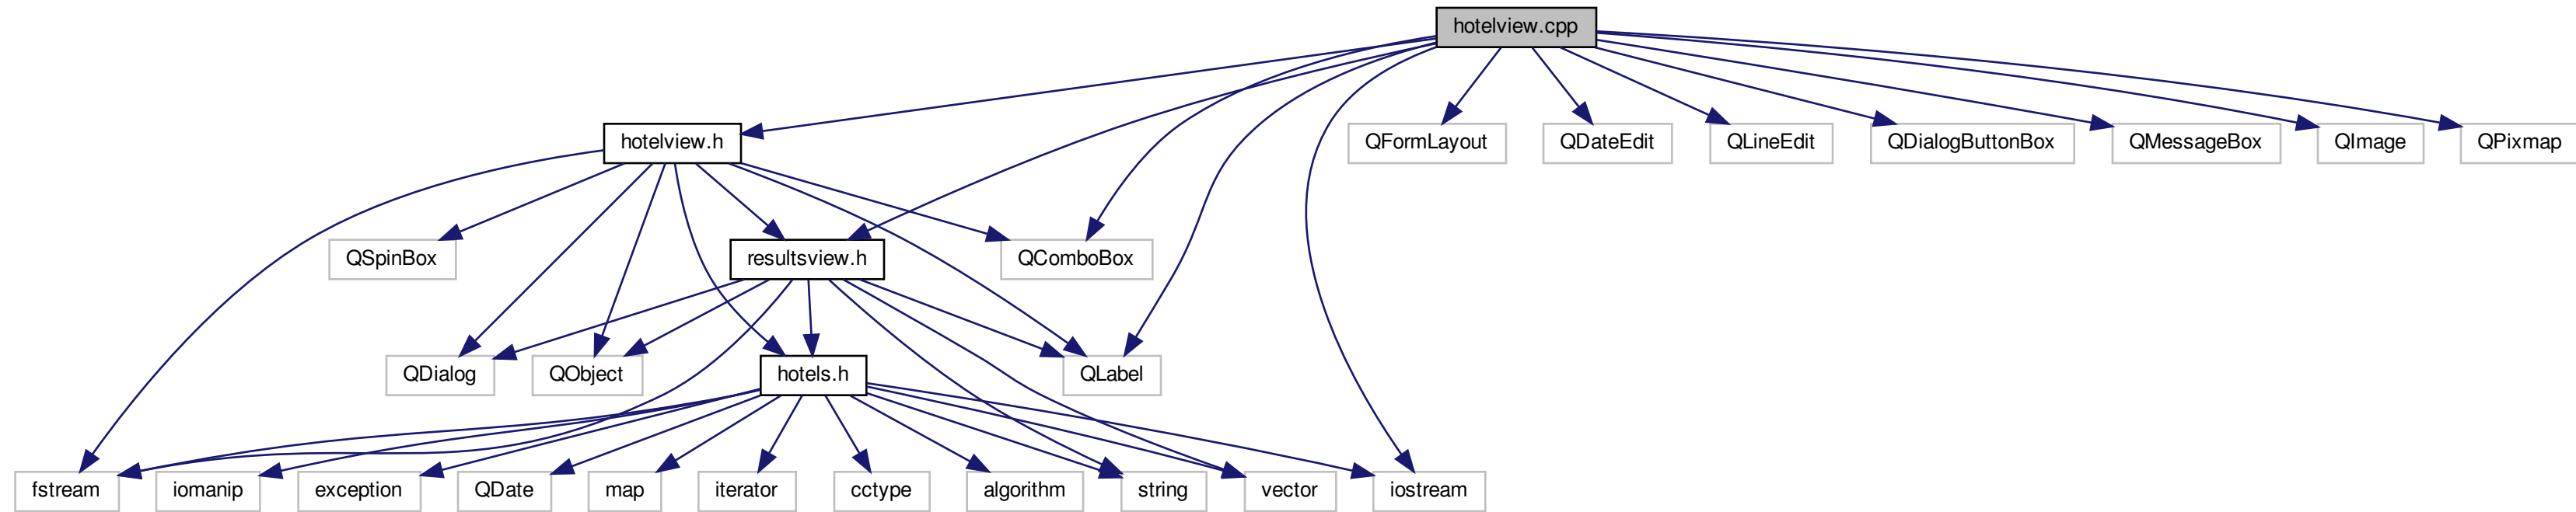 hotelview.cpp
hotelview.h
QFormLayout
QDateEdit
QLineEdit
QDialogButtonBox
QMessageBox
QImage
QPixmap
QSpinBox
resultsview.h
QComboBox
QDialog
QObject
hotels.h
QLabel
fstream
iomanip
exception
QDate
map
iterator
cctype
algorithm
string
vector
iostream